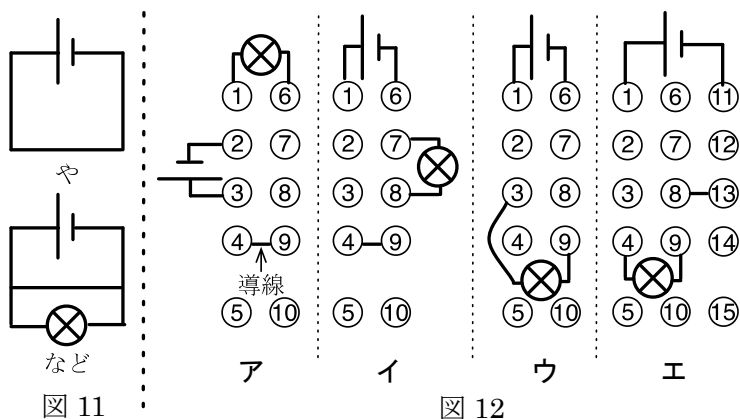 や
など
図 11
① ⑥
② ⑦
③ ⑧
④ ⑨
導線
⑤ ⑩
ア
① ⑥
② ⑦
③ ⑧
④ ⑨
⑤ ⑩
イ
① ⑥
② ⑦
③ ⑧
④ ⑨
⑤ ⑩
ウ
① ⑥ ⑪
② ⑦ ⑫
③ ⑧ ⑬
④ ⑨ ⑭
⑤ ⑩ ⑮
エ
図 12